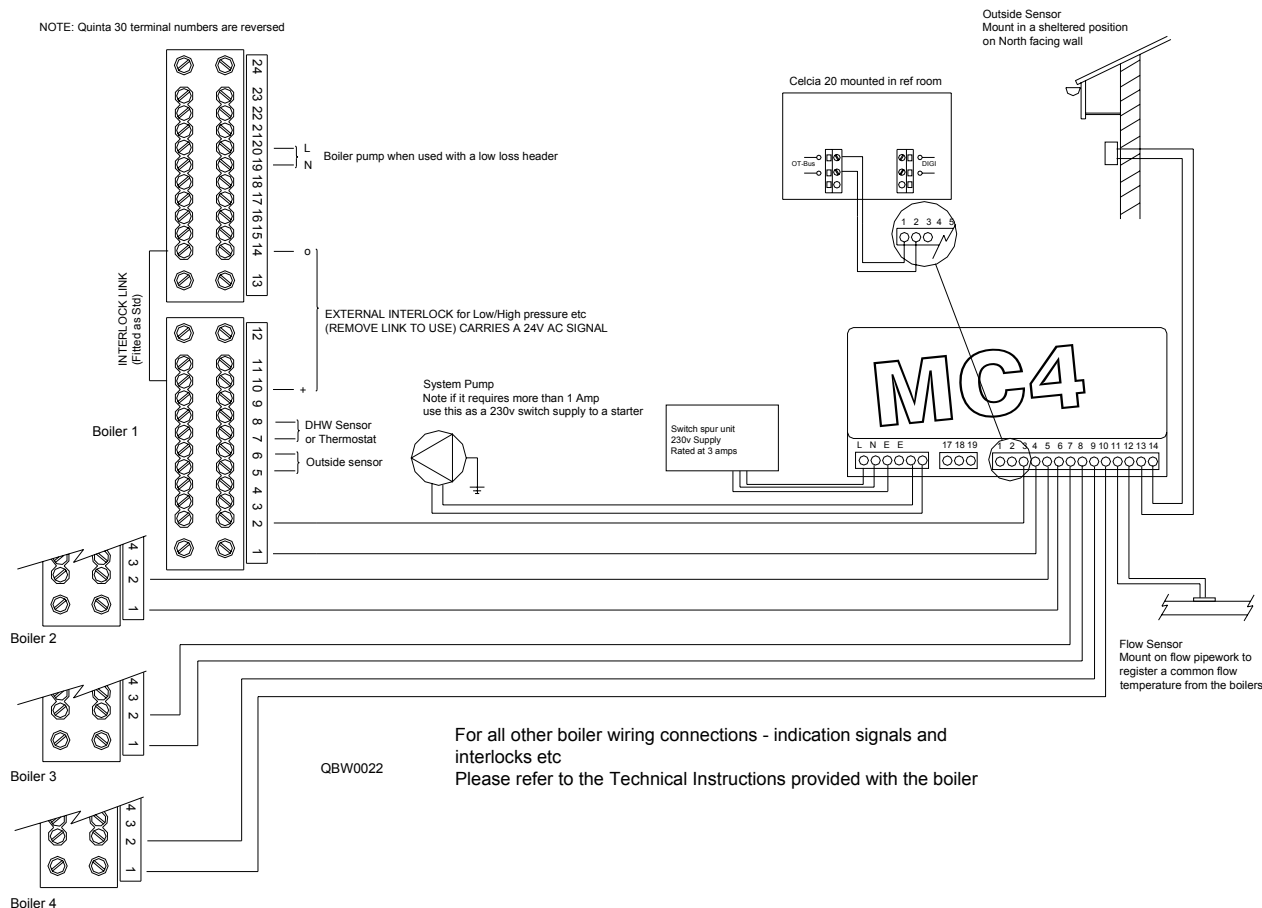 NOTE: Quinta 30 terminal numbers are reversed
24
23
22
21
20
19
18
17
16
15
14
13
L
N
Boiler pump when used with a low loss header
o
INTERLOCK LINK
(Fitted as Std)
EXTERNAL INTERLOCK for Low/High pressure etc
(REMOVE LINK TO USE) CARRIES A 24V AC SIGNAL
12
11
10
9
8
7
6
5
4
3
2
1
+
DHW Sensor
or Thermostat
Outside sensor
Boiler 1
System Pump
Note if it requires more than 1 Amp
use this as a 230v switch supply to a starter
Switch spur unit
230v Supply
Rated at 3 amps
Celcia 20 mounted in ref room
OT-Bus
DIGI
1 2 3 4 5
Outside Sensor
Mount in a sheltered position
on North facing wall
MC4
L N E E
17 18 19
1 2 3 4 5 6 7 8 9 10 11 12 13 14
4
3
2
1
Boiler 2
4
3
2
1
Boiler 3
4
3
2
1
Boiler 4
Flow Sensor
Mount on flow pipework to
register a common flow
temperature from the boilers
QBW0022
For all other boiler wiring connections - indication signals and
interlocks etc
Please refer to the Technical Instructions provided with the boiler